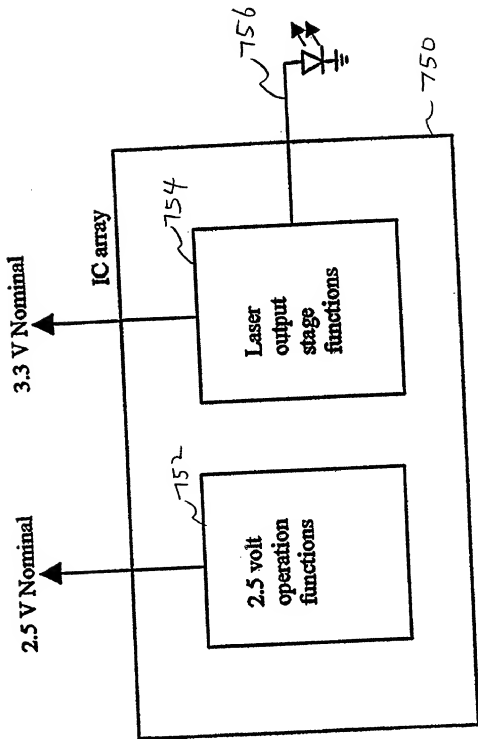 2.5 V Nominal
3.3 V Nominal
IC array
752
2.5 volt
operation
functions
754
Laser
output
stage
functions
756
750